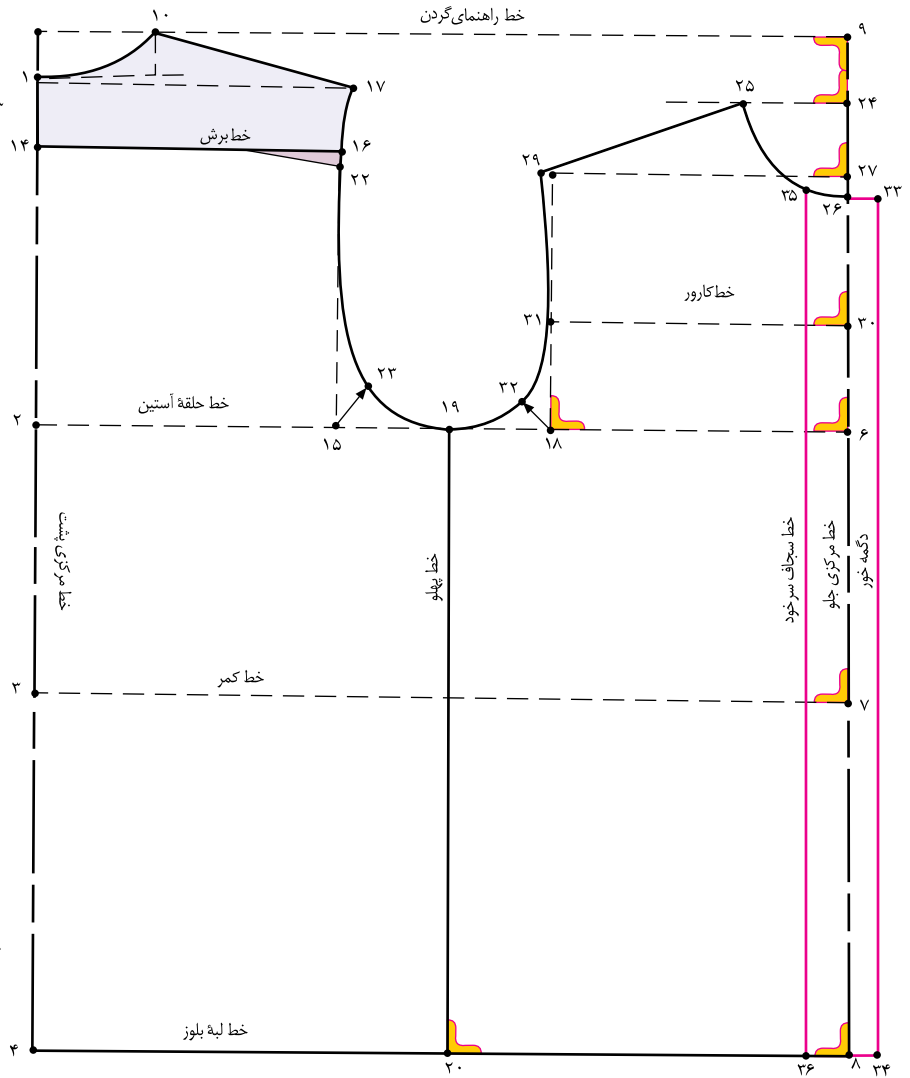 خط راهنمای گردن
۱۰
۹
۱
۱۷
۲۵
۲۴
خط برش
۱۴
۱۶
۲۲
۲۹
۲۷
۳۵
۲۶
۳۳
خط کارور
۳۱
۳۰
۲۳
۳۲
خط حلقهٔ آستین
۲
۱۵
۱۹
۱۸
۶
خط مرکزی پشت
خط پهلو
خط سجاف سرخود
خط مرکزی جلو
دگمه خور
خط کمر
۳
۷
خط لبهٔ بلوز
۴
۲۰
۳۶
۸
۳۴